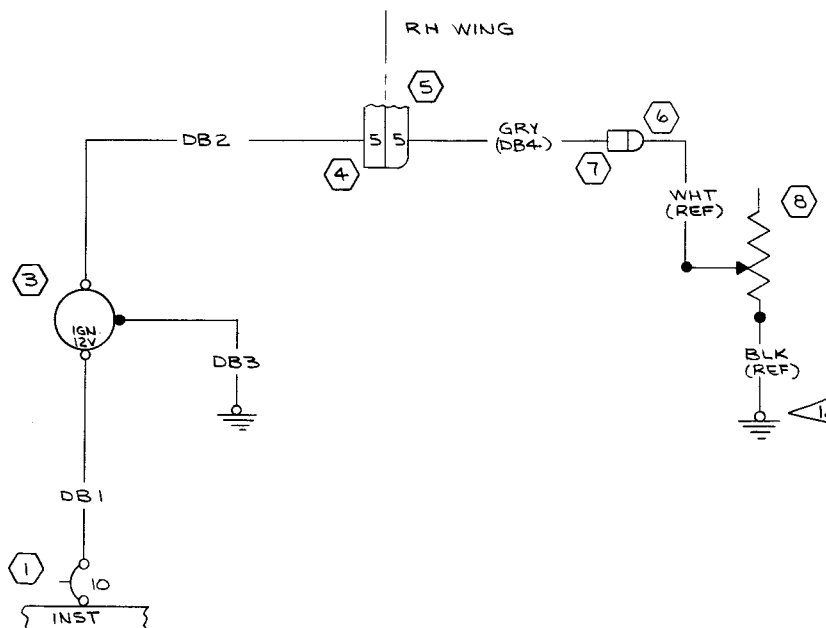 RH WING
5
DB2
5 5
GRY
(DB4)
6
4
7
WHT
(REF)
8
3
IGN
12V
DB3
BLK
(REF)
DB1
1
10
INST